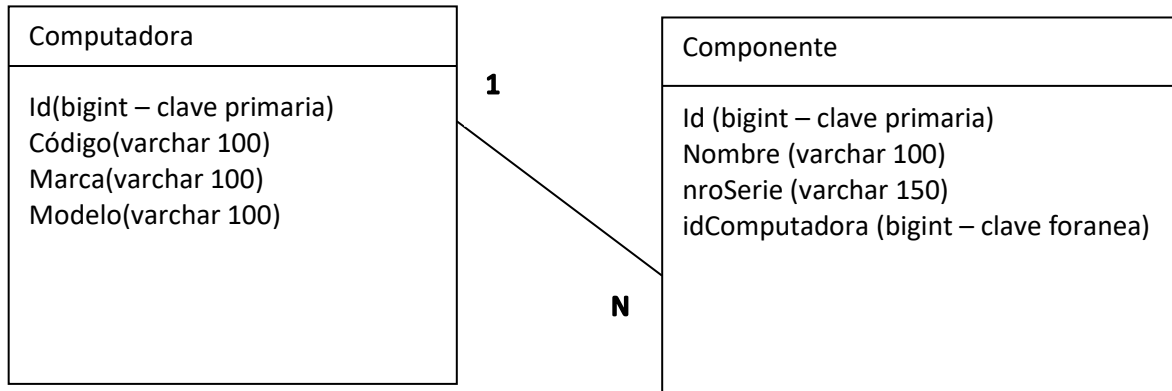 Computadora
Id(bigint – clave primaria)
Código(varchar 100)
Marca(varchar 100)
Modelo(varchar 100)
1
N
Componente
Id (bigint – clave primaria)
Nombre (varchar 100)
nroSerie (varchar 150)
idComputadora (bigint – clave foranea)